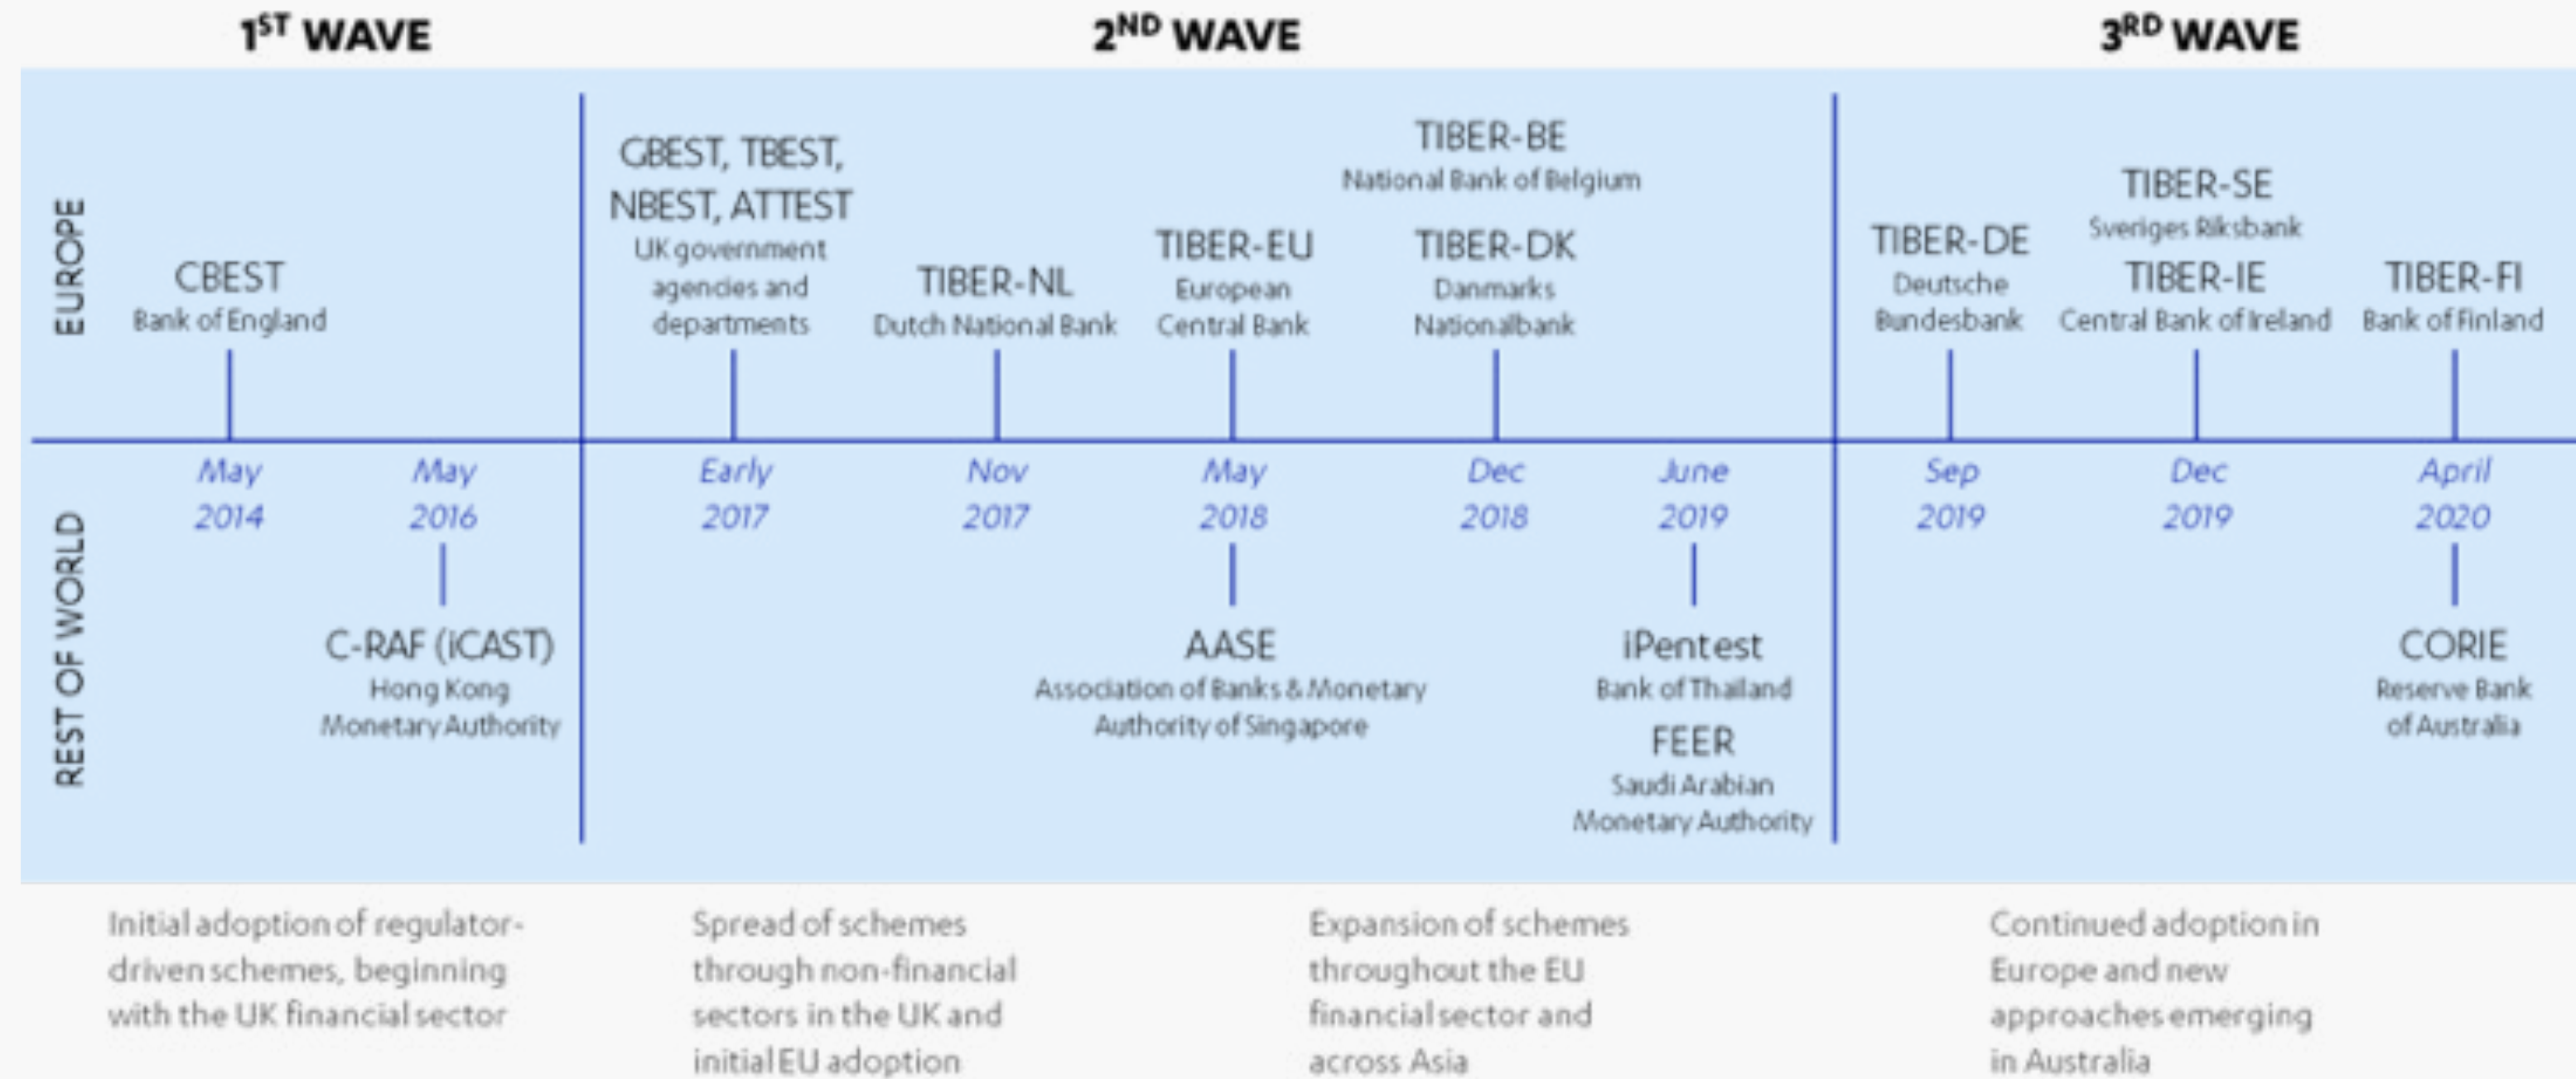 1ST WAVE
2ND WAVE
3RD WAVE
EUROPE
CBEST
Bank of England
GBEST, TBEST,
NBEST, ATTEST
UK government
agencies and
departments
TIBER-NL
Dutch National Bank
TIBER-EU
European
Central Bank
TIBER-BE
National Bank of Belgium
TIBER-DK
Danmarks
Nationalbank
TIBER-DE
Deutsche
Bundesbank
TIBER-SE
Sveriges Riksbank
TIBER-IE
Central Bank of Ireland
TIBER-FI
Bank of Finland
May
2014
May
2016
Early
2017
Nov
2017
May
2018
Dec
2018
June
2019
Sep
2019
Dec
2019
April
2020
REST OF WORLD
C-RAF (iCAST)
Hong Kong
Monetary Authority
AASE
Association of Banks & Monetary
Authority of Singapore
iPentest
Bank of Thailand
FEER
Saudi Arabian
Monetary Authority
CORIE
Reserve Bank
of Australia
Initial adoption of regulator-
driven schemes, beginning
with the UK financial sector
Spread of schemes
through non-financial
sectors in the UK and
initial EU adoption
Expansion of schemes
throughout the EU
financial sector and
across Asia
Continued adoption in
Europe and new
approaches emerging
in Australia